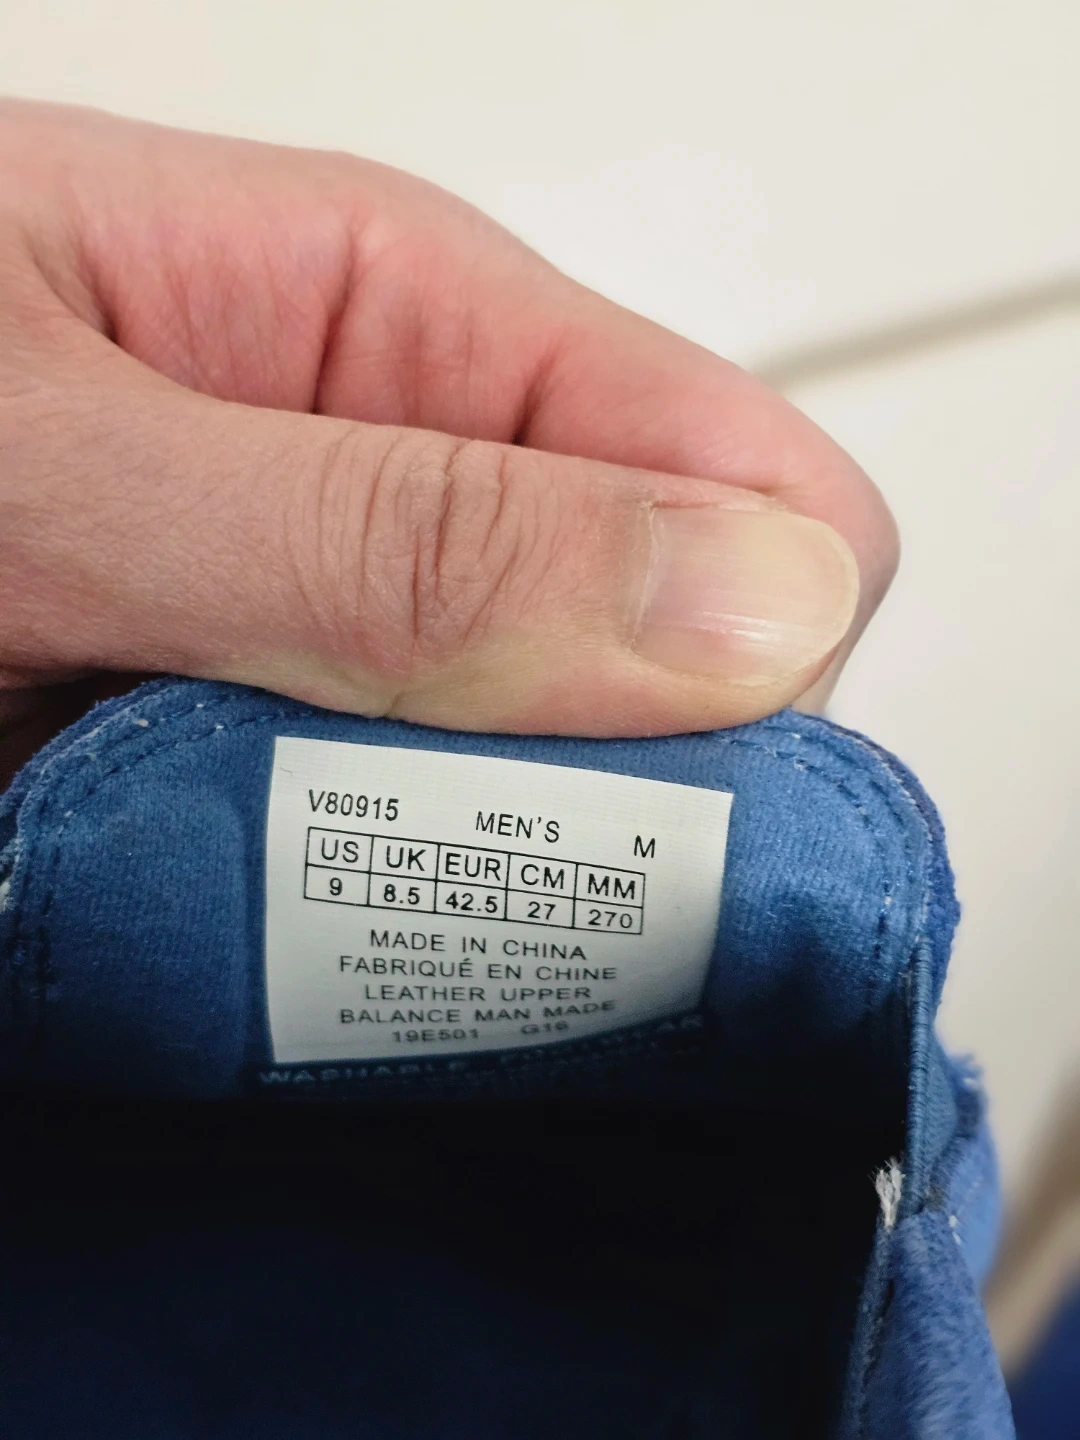 V80915 MEN'S M
US UK EUR CM MM
9 8.5 42.5 27 270
MADE IN CHINA
FABRIQUÉ EN CHINE
LEATHER UPPER
BALANCE MAN MADE
19E501 G16
WASHABLE